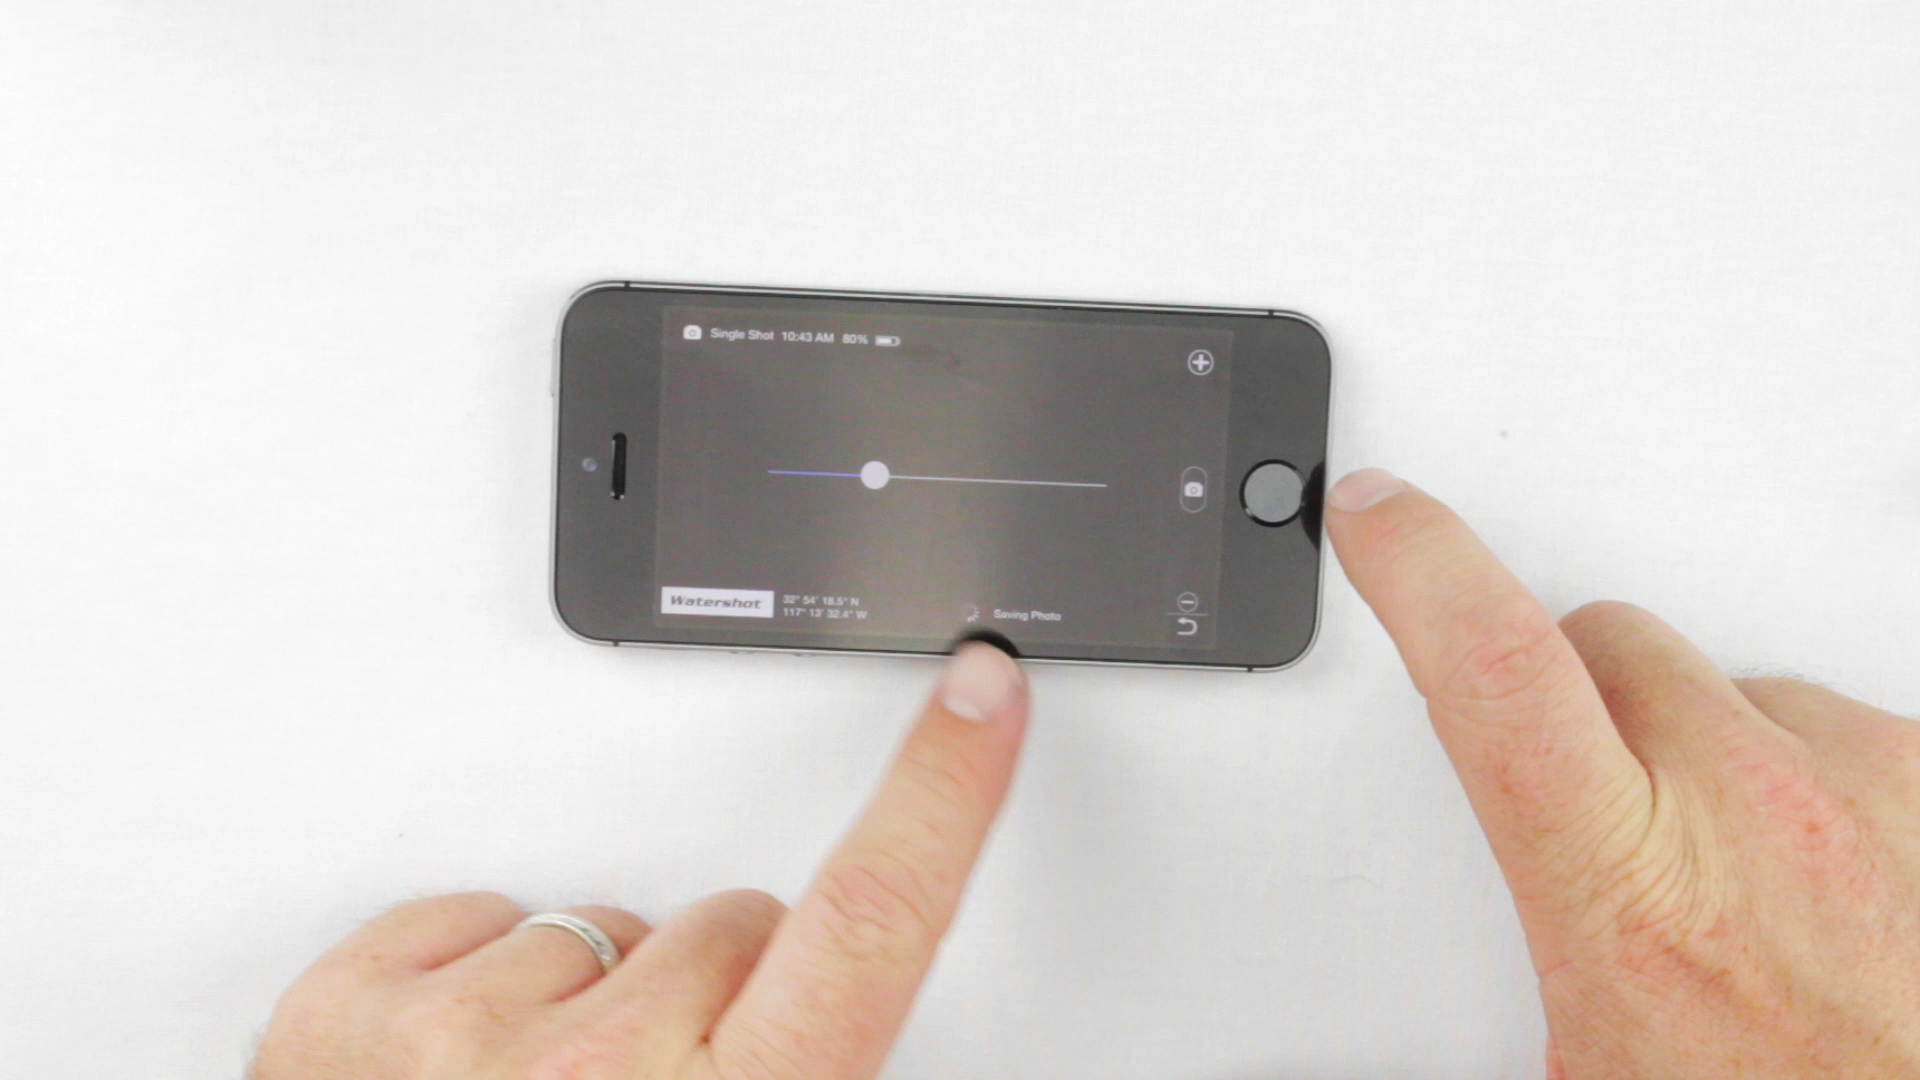 Single Shot 10:43 AM 80%
Watershot
32° 54' 18.5" N
117° 13' 32.4" W
Saving Photo